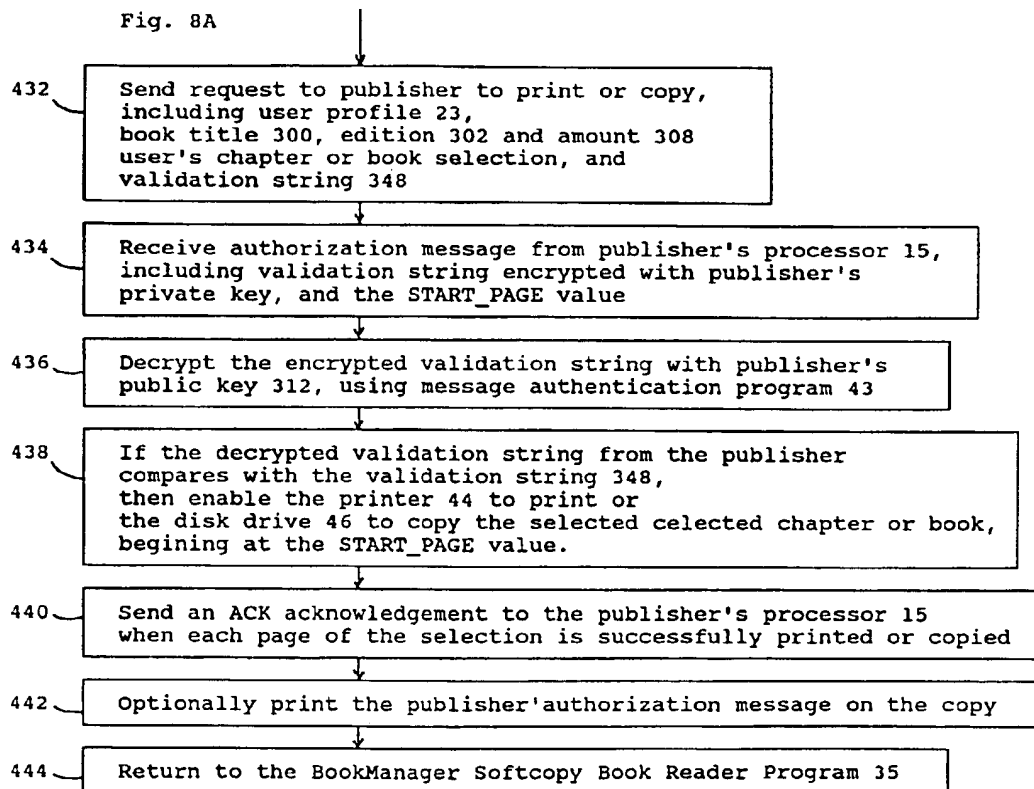 Fig. 8A
432
Send request to publisher to print or copy,
including user profile 23,
book title 300, edition 302 and amount 308
user's chapter or book selection, and
validation string 348
434
Receive authorization message from publisher's processor 15,
including validation string encrypted with publisher's
private key, and the START_PAGE value
436
Decrypt the encrypted validation string with publisher's
public key 312, using message authentication program 43
438
If the decrypted validation string from the publisher
compares with the validation string 348,
then enable the printer 44 to print or
the disk drive 46 to copy the selected celected chapter or book,
begining at the START_PAGE value.
440
Send an ACK acknowledgement to the publisher's processor 15
when each page of the selection is successfully printed or copied
442
Optionally print the publisher'authorization message on the copy
444
Return to the BookManager Softcopy Book Reader Program 35